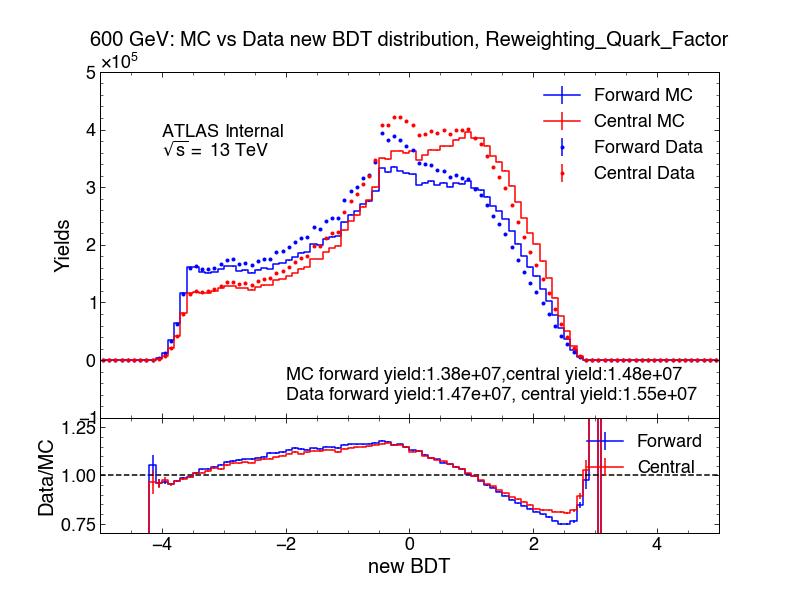 600 GeV: MC vs Data new BDT distribution, Reweighting_Quark_Factor
×10⁵
5
4
3
2
1
0
−1
Yields
ATLAS Internal
√s = 13 TeV
Forward MC
Central MC
Forward Data
Central Data
MC forward yield:1.38e+07,central yield:1.48e+07
Data forward yield:1.47e+07, central yield:1.55e+07
1.25
1.00
0.75
Data/MC
Forward
Central
−4 −2 0 2 4
new BDT